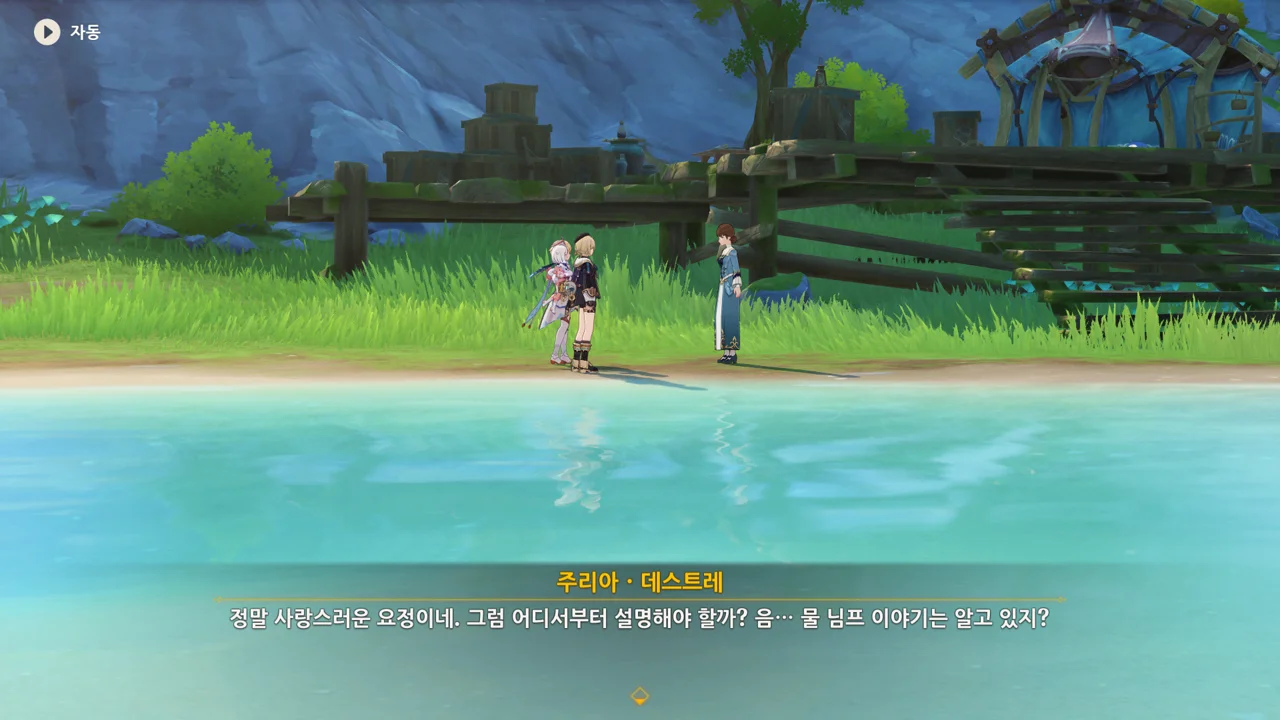 자동
주리아 · 데스트레
정말 사랑스러운 요정이네. 그럼 어디서부터 설명해야 할까? 음… 물 님프 이야기는 알고 있지?